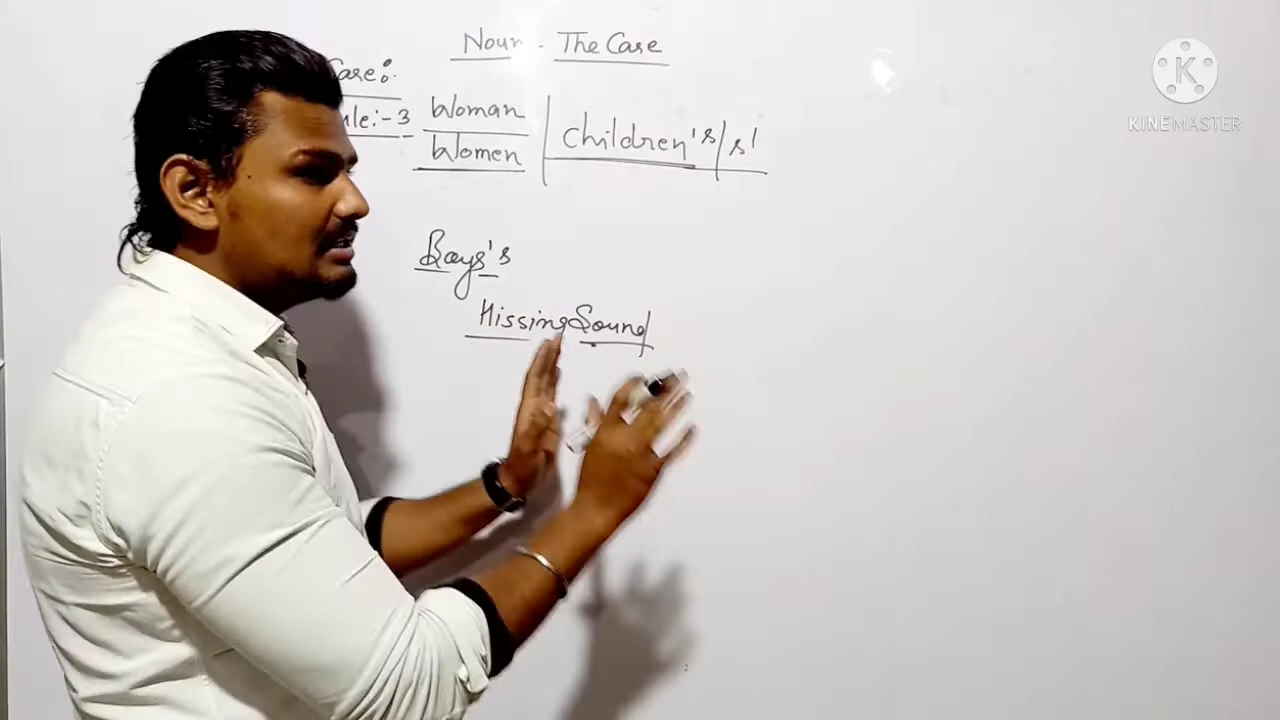 Noun - The Case
Case:
Rule:-3
Woman
Women
Children's/s'
Boys's
Hissing Sound
KINEMASTER